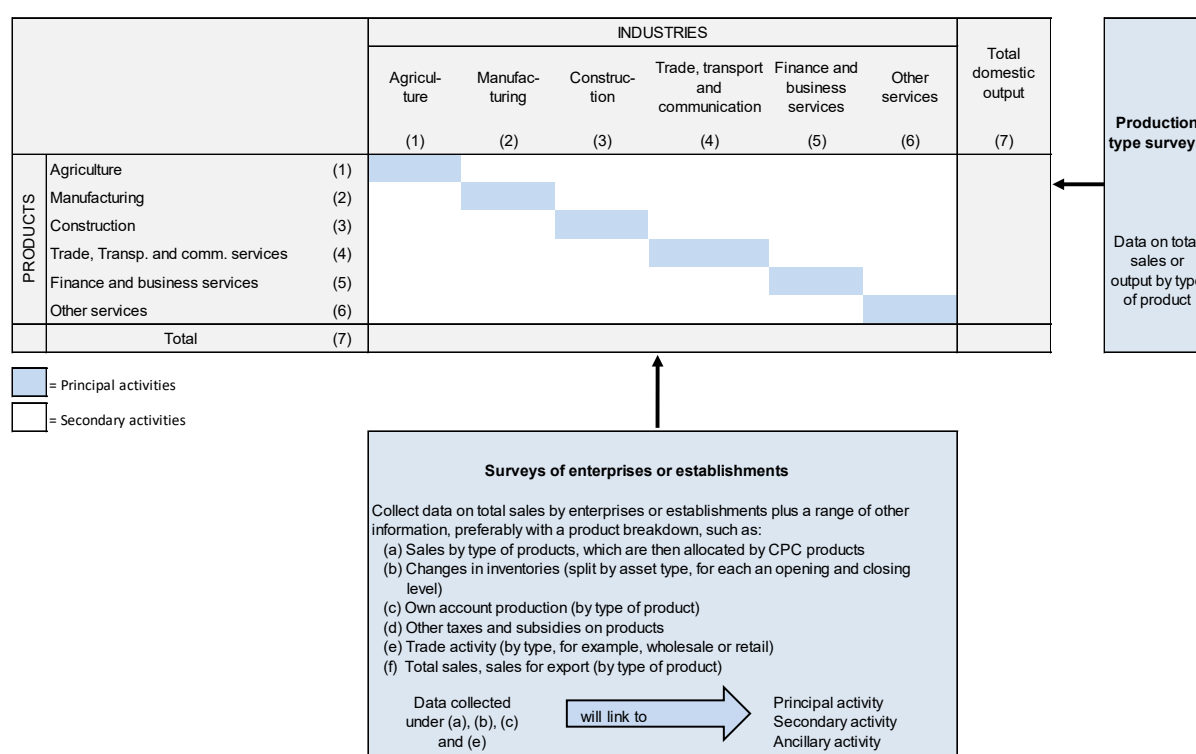 INDUSTRIES
Agricul-
ture
Manufac-
turing
Construc-
tion
Trade, transport
and
communication
Finance and
business
services
Other
services
Total
domestic
output
(1) (2) (3) (4) (5) (6) (7)
PRODUCTS
Agriculture (1)
Manufacturing (2)
Construction (3)
Trade, Transp. and comm. services (4)
Finance and business services (5)
Other services (6)
Total (7)
Production
type survey
Data on total
sales or
output by type
of product
= Principal activities
= Secondary activities
Surveys of enterprises or establishments
Collect data on total sales by enterprises or establishments plus a range of other
information, preferably with a product breakdown, such as:
(a) Sales by type of products, which are then allocated by CPC products
(b) Changes in inventories (split by asset type, for each an opening and closing
level)
(c) Own account production (by type of product)
(d) Other taxes and subsidies on products
(e) Trade activity (by type, for example, wholesale or retail)
(f) Total sales, sales for export (by type of product)
Data collected
under (a), (b), (c)
and (e)
will link to
Principal activity
Secondary activity
Ancillary activity